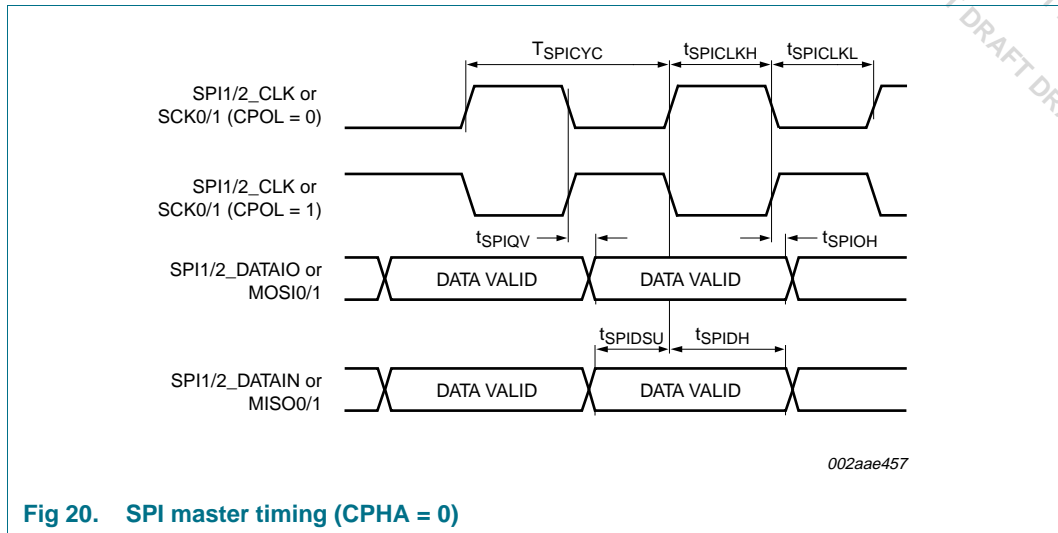 T DRAFT DR
TSPICYC
tSPICLKH
tSPICLKL
SPI1/2_CLK or
SCK0/1 (CPOL = 0)
SPI1/2_CLK or
SCK0/1 (CPOL = 1)
tSPIQV
tSPIOH
SPI1/2_DATAIO or
MOSI0/1
DATA VALID
DATA VALID
tSPIDSU
tSPIDH
SPI1/2_DATAIN or
MISO0/1
DATA VALID
DATA VALID
002aae457
Fig 20. SPI master timing (CPHA = 0)